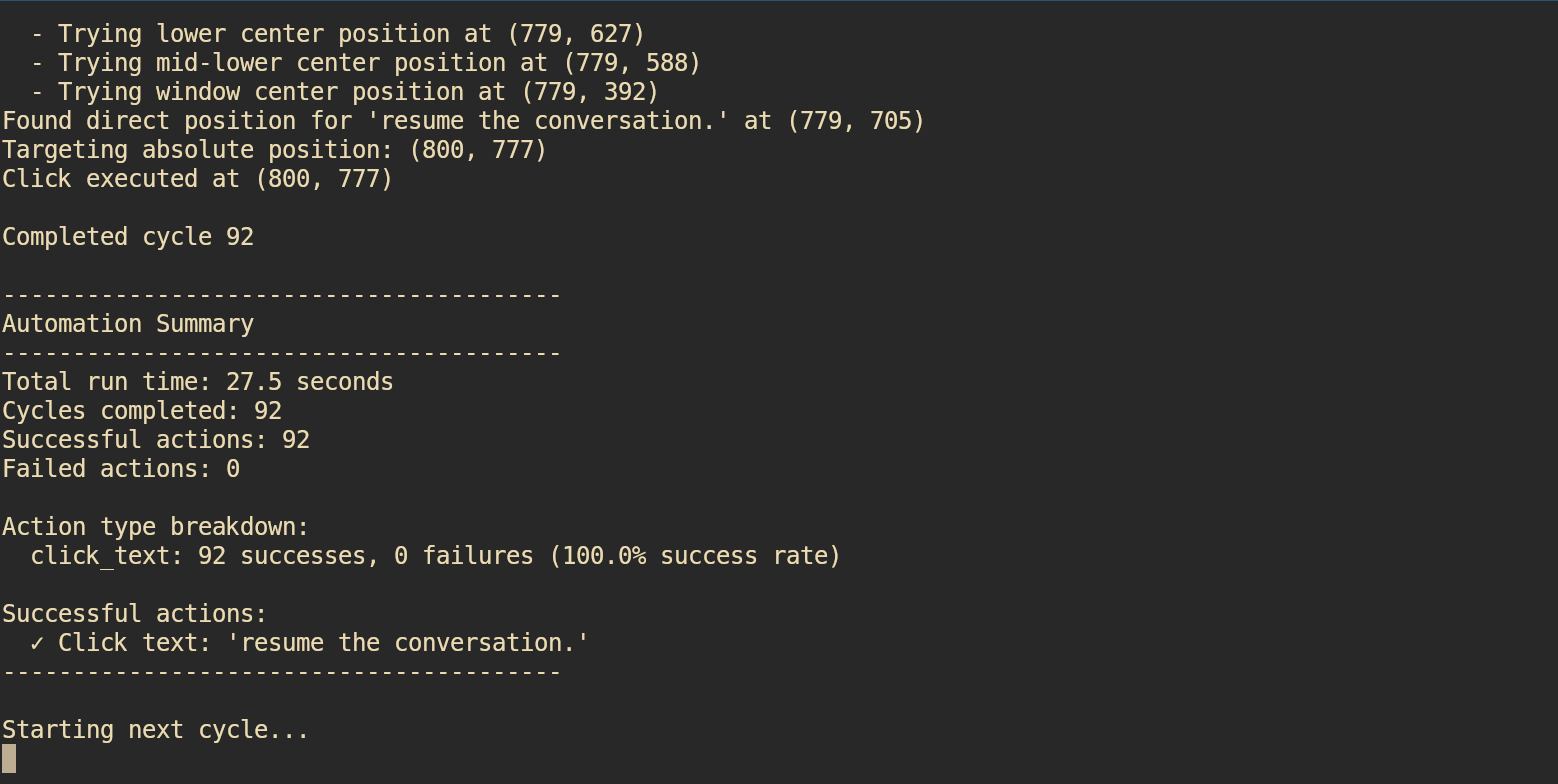 - Trying lower center position at (779, 627)
- Trying mid-lower center position at (779, 588)
- Trying window center position at (779, 392)
Found direct position for 'resume the conversation.' at (779, 705)
Targeting absolute position: (800, 777)
Click executed at (800, 777)
Completed cycle 92
----------------------------------------
Automation Summary
----------------------------------------
Total run time: 27.5 seconds
Cycles completed: 92
Successful actions: 92
Failed actions: 0
Action type breakdown:
click_text: 92 successes, 0 failures (100.0% success rate)
Successful actions:
✓ Click text: 'resume the conversation.'
----------------------------------------
Starting next cycle...